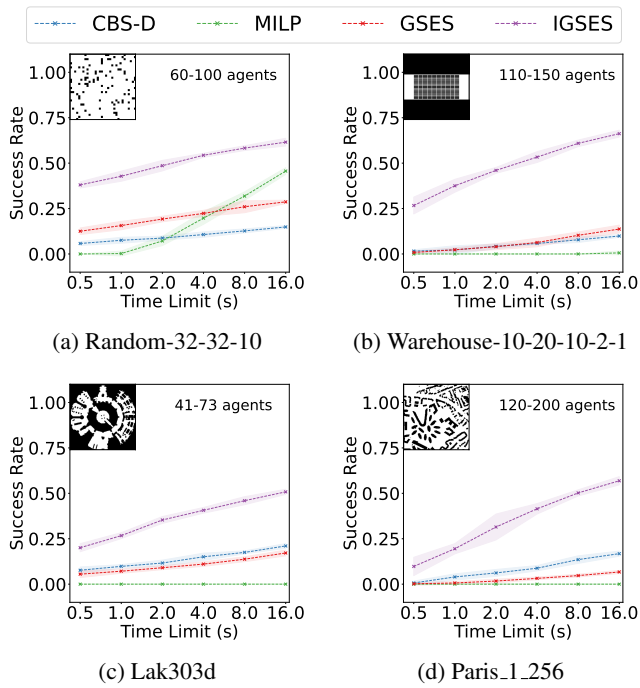 CBS-D MILP GSES IGSES
60-100 agents
1.00
0.75
0.50
0.25
0.00
Success Rate
0.5 1.0 2.0 4.0 8.0 16.0
Time Limit (s)
(a) Random-32-32-10
110-150 agents
1.00
0.75
0.50
0.25
0.00
Success Rate
0.5 1.0 2.0 4.0 8.0 16.0
Time Limit (s)
(b) Warehouse-10-20-10-2-1
41-73 agents
1.00
0.75
0.50
0.25
0.00
Success Rate
0.5 1.0 2.0 4.0 8.0 16.0
Time Limit (s)
(c) Lak303d
120-200 agents
1.00
0.75
0.50
0.25
0.00
Success Rate
0.5 1.0 2.0 4.0 8.0 16.0
Time Limit (s)
(d) Paris_1_256